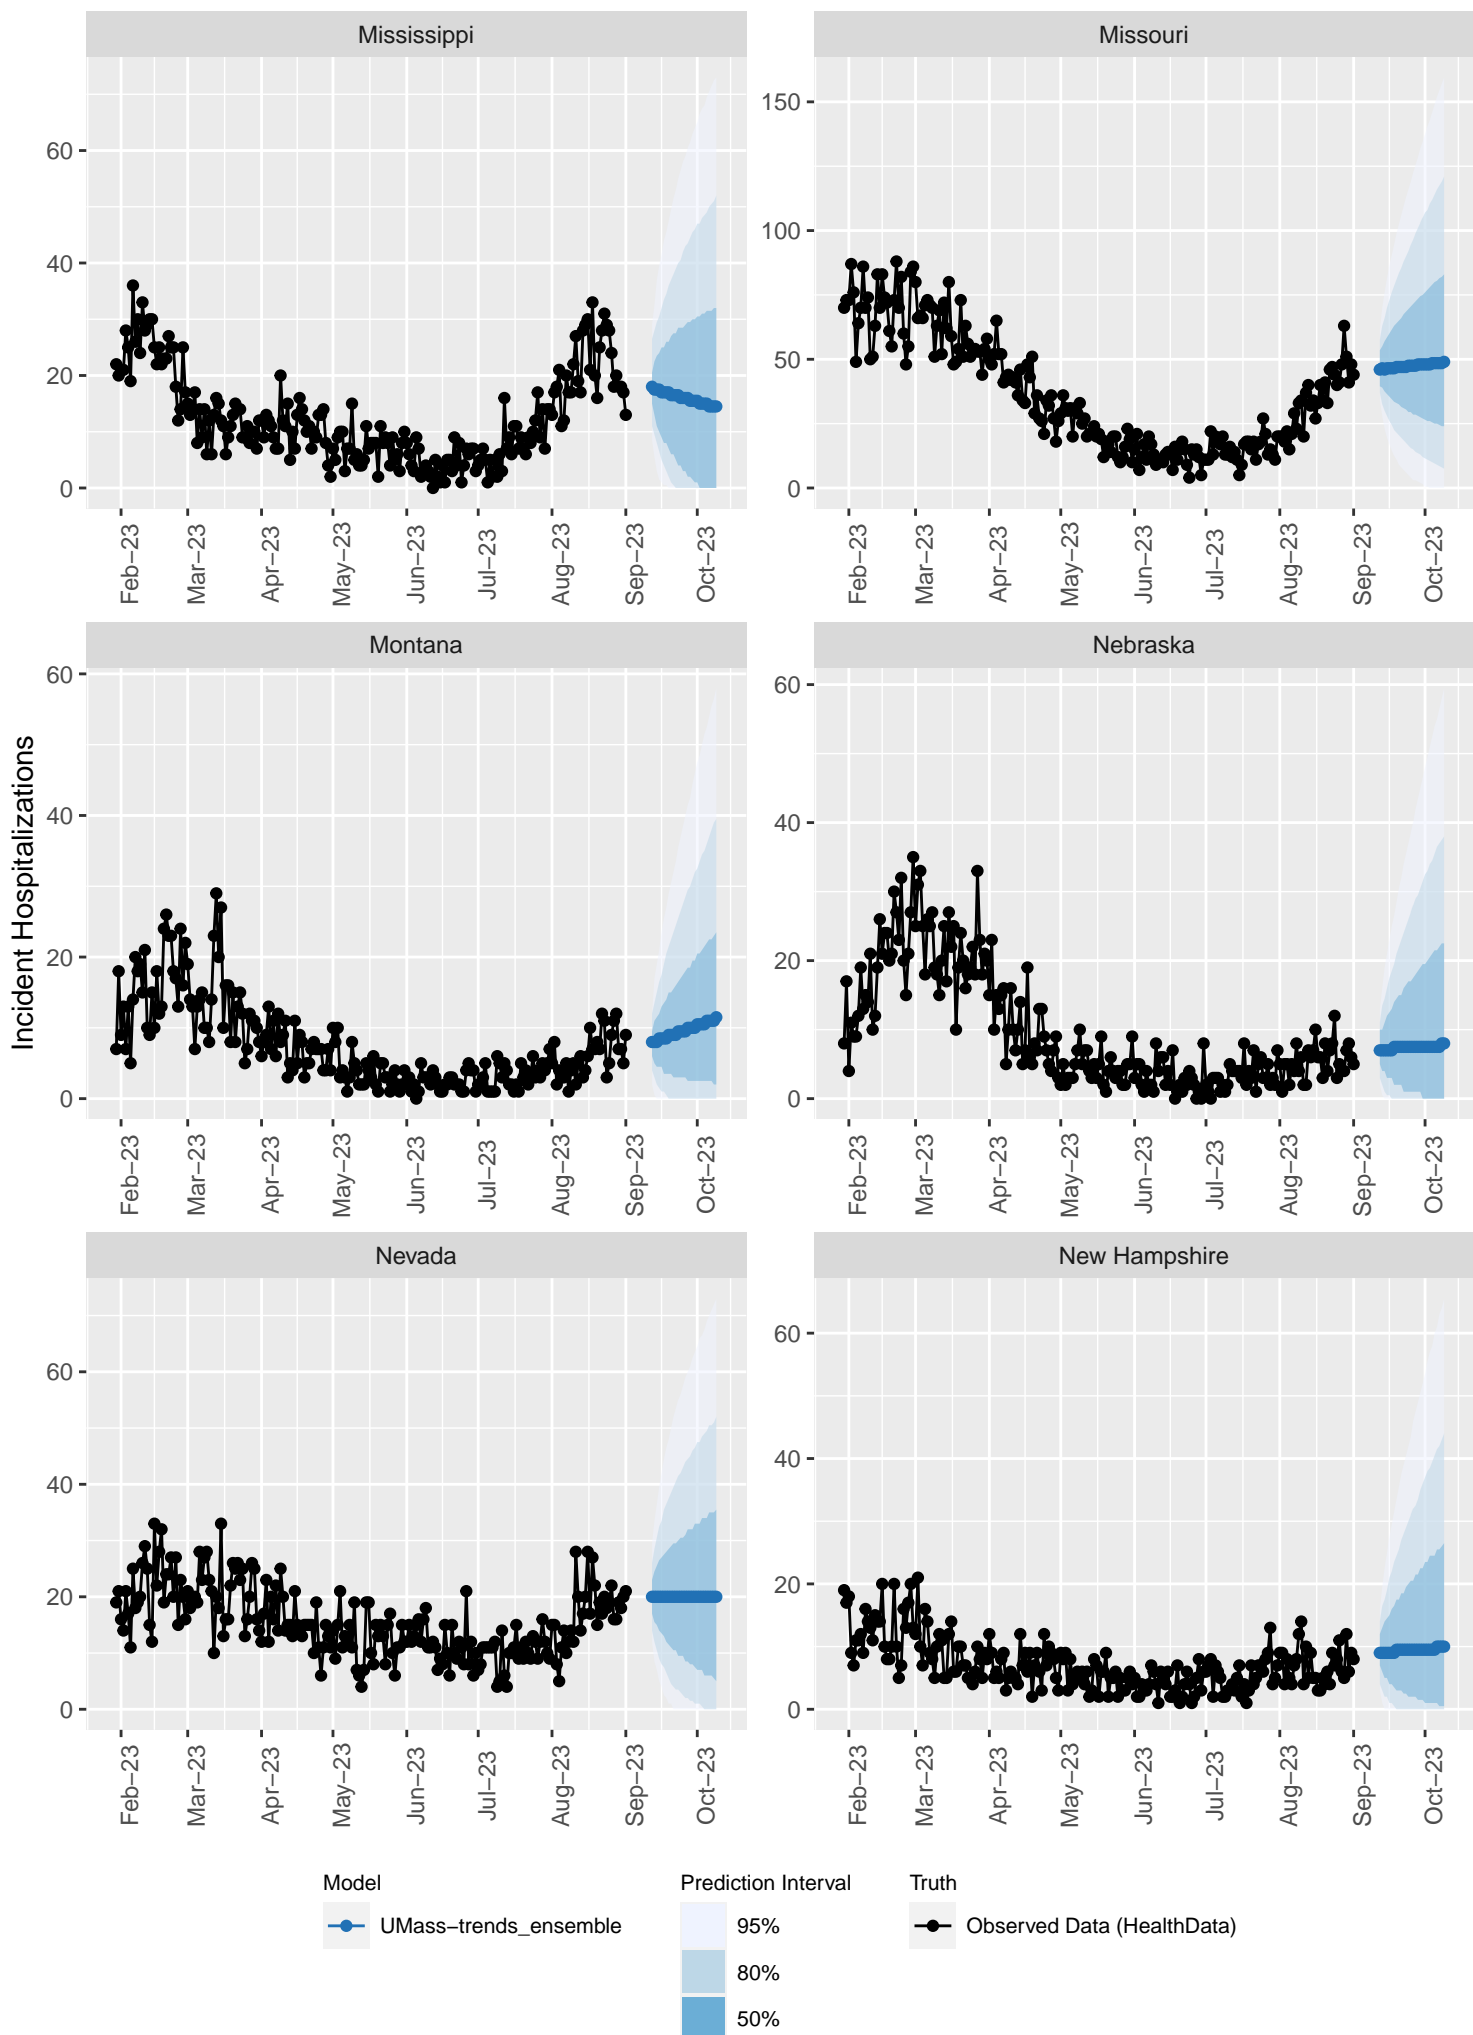 Mississippi
Missouri
0
20
40
60
0
50
100
150
Feb−23
Mar−23
Apr−23
May−23
Jun−23
Jul−23
Aug−23
Sep−23
Oct−23
Feb−23
Mar−23
Apr−23
May−23
Jun−23
Jul−23
Aug−23
Sep−23
Oct−23
Montana
Nebraska
Incident Hospitalizations
0
20
40
60
0
20
40
60
Feb−23
Mar−23
Apr−23
May−23
Jun−23
Jul−23
Aug−23
Sep−23
Oct−23
Feb−23
Mar−23
Apr−23
May−23
Jun−23
Jul−23
Aug−23
Sep−23
Oct−23
Nevada
New Hampshire
0
20
40
60
0
20
40
60
Feb−23
Mar−23
Apr−23
May−23
Jun−23
Jul−23
Aug−23
Sep−23
Oct−23
Feb−23
Mar−23
Apr−23
May−23
Jun−23
Jul−23
Aug−23
Sep−23
Oct−23
Model
UMass−trends_ensemble
Prediction Interval
95%
80%
50%
Truth
Observed Data (HealthData)